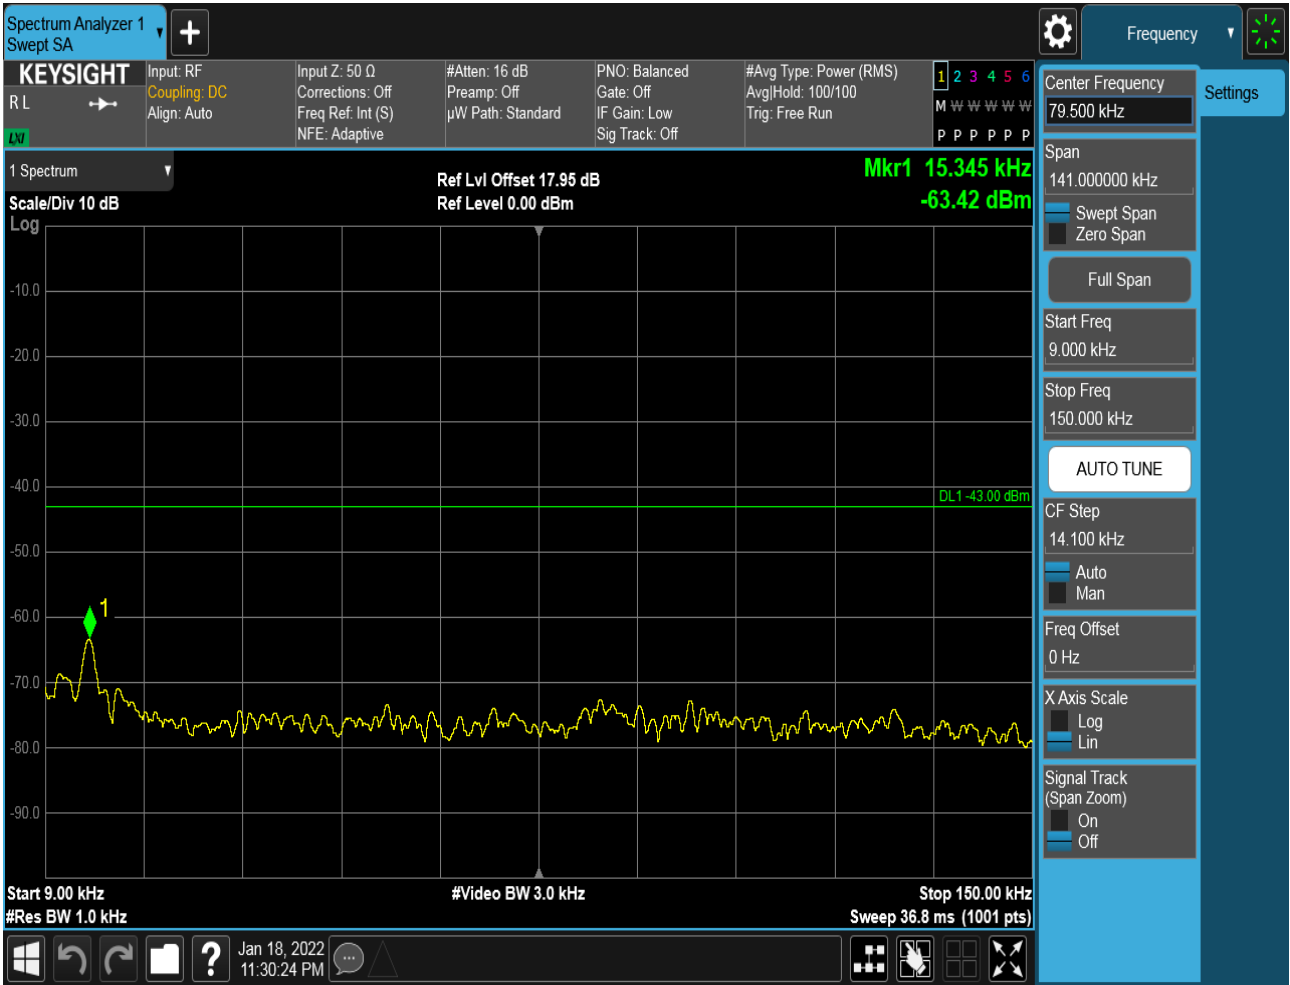 Spectrum Analyzer 1
Swept SA
Frequency
KEYSIGHT
R L
LXI
Input: RF
Coupling: DC
Align: Auto
Input Z: 50 Ω
Corrections: Off
Freq Ref: Int (S)
NFE: Adaptive
#Atten: 16 dB
Preamp: Off
µW Path: Standard
PNO: Balanced
Gate: Off
IF Gain: Low
Sig Track: Off
#Avg Type: Power (RMS)
Avg|Hold: 100/100
Trig: Free Run
1 2 3 4 5 6
M W W W W W
P P P P P P
1 Spectrum
Scale/Div 10 dB
Log
Ref Lvl Offset 17.95 dB
Ref Level 0.00 dBm
Mkr1 15.345 kHz
-63.42 dBm
-10.0
-20.0
-30.0
-40.0
DL1 -43.00 dBm
-50.0
-60.0
1
-70.0
-80.0
-90.0
Start 9.00 kHz
#Video BW 3.0 kHz
Stop 150.00 kHz
#Res BW 1.0 kHz
Sweep 36.8 ms (1001 pts)
?
Jan 18, 2022
11:30:24 PM
Center Frequency
79.500 kHz
Settings
Span
141.000000 kHz
Swept Span
Zero Span
Full Span
Start Freq
9.000 kHz
Stop Freq
150.000 kHz
AUTO TUNE
CF Step
14.100 kHz
Auto
Man
Freq Offset
0 Hz
X Axis Scale
Log
Lin
Signal Track
(Span Zoom)
On
Off